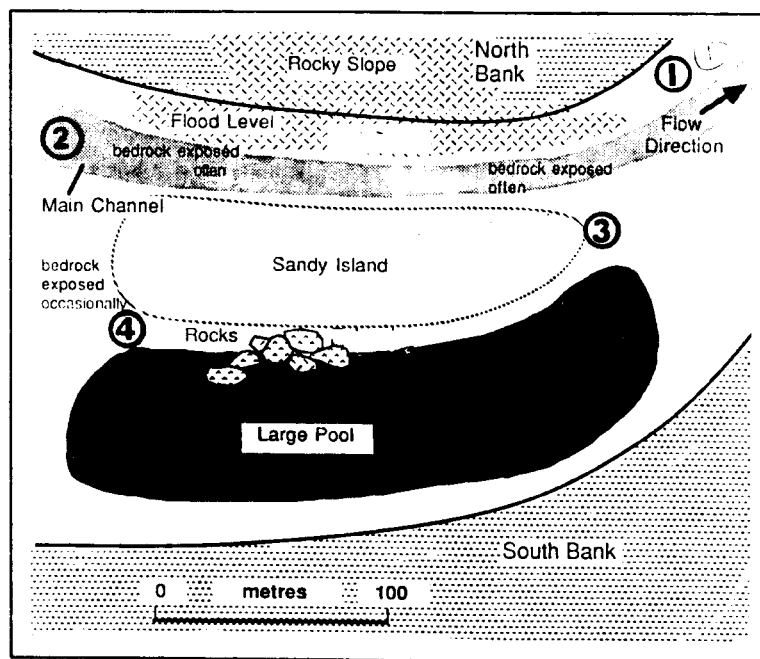 Rocky Slope
North
Bank
1
1
Flood Level
Flow
Direction
2
bedrock exposed
often
bedrock exposed
often
Main Channel
3
Sandy Island
bedrock
exposed
occasionally
4
Rocks
Large Pool
South Bank
0 metres 100